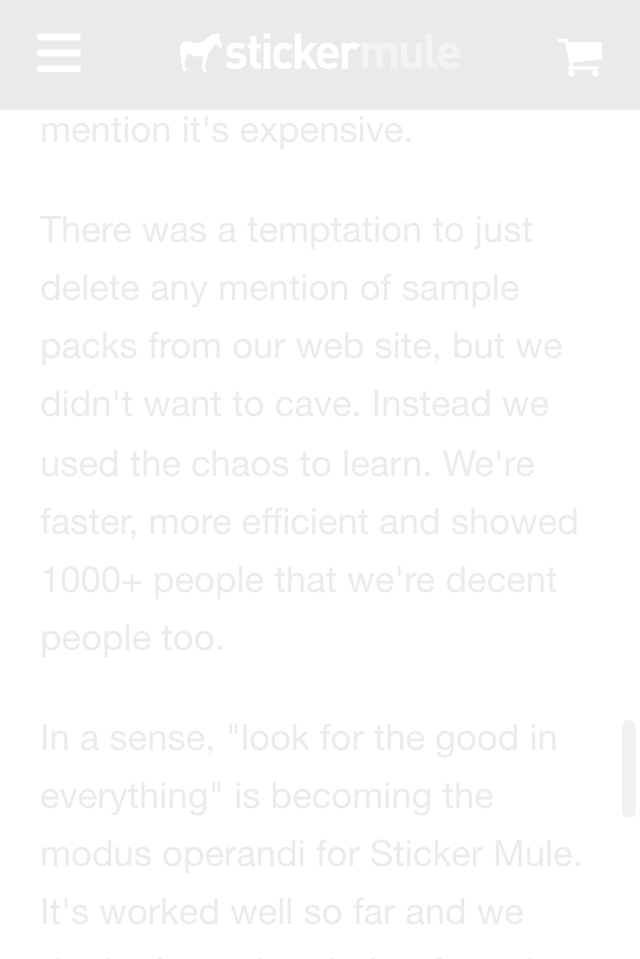 stickermule
mention it's expensive.
There was a temptation to just
delete any mention of sample
packs from our web site, but we
didn't want to cave. Instead we
used the chaos to learn. We're
faster, more efficient and showed
1000+ people that we're decent
people too.
In a sense, "look for the good in
everything" is becoming the
modus operandi for Sticker Mule.
It's worked well so far and we